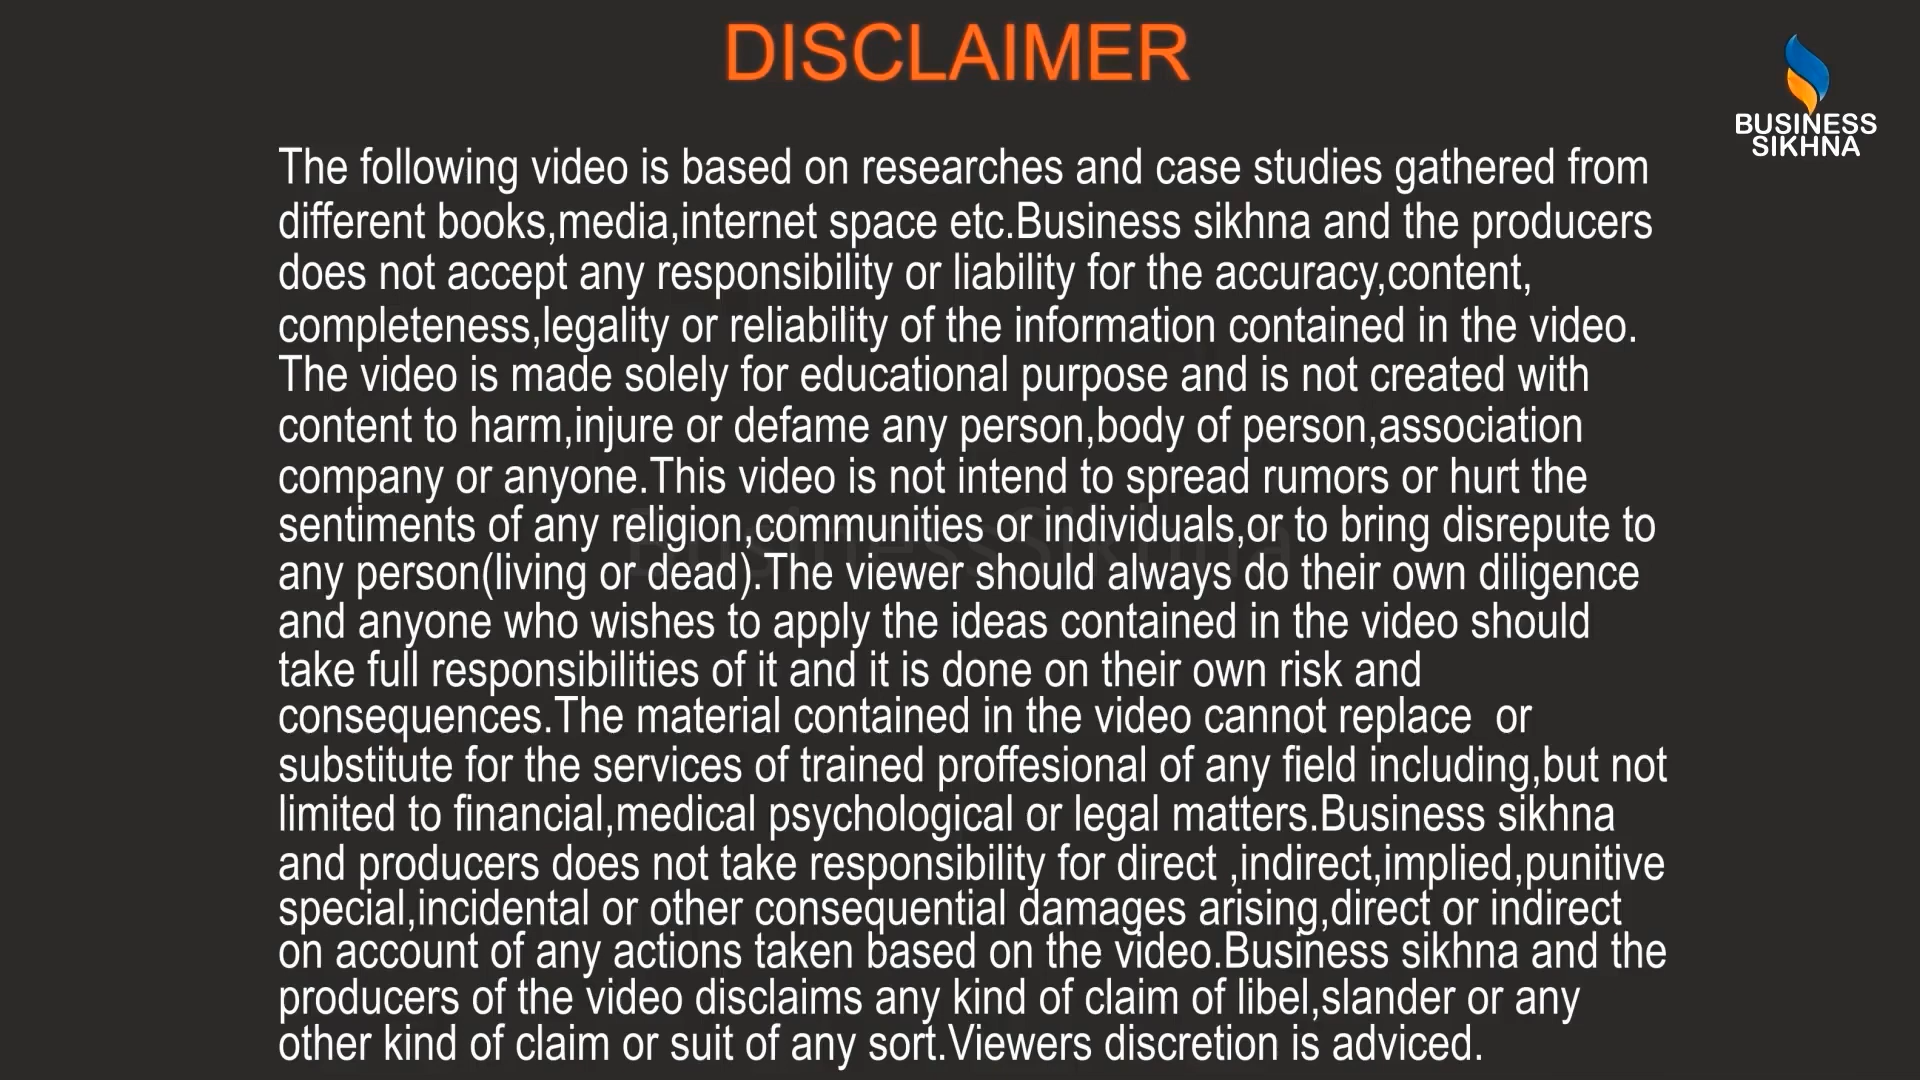 DISCLAIMER
BUSINESS
SIKHNA
The following video is based on researches and case studies gathered from
different books,media,internet space etc.Business sikhna and the producers
does not accept any responsibility or liability for the accuracy,content,
completeness,legality or reliability of the information contained in the video.
The video is made solely for educational purpose and is not created with
content to harm,injure or defame any person,body of person,association
company or anyone.This video is not intend to spread rumors or hurt the
sentiments of any religion,communities or individuals,or to bring disrepute to
any person(living or dead).The viewer should always do their own diligence
and anyone who wishes to apply the ideas contained in the video should
take full responsibilities of it and it is done on their own risk and
consequences.The material contained in the video cannot replace  or
substitute for the services of trained proffesional of any field including,but not
limited to financial,medical psychological or legal matters.Business sikhna
and producers does not take responsibility for direct ,indirect,implied,punitive
special,incidental or other consequential damages arising,direct or indirect
on account of any actions taken based on the video.Business sikhna and the
producers of the video disclaims any kind of claim of libel,slander or any
other kind of claim or suit of any sort.Viewers discretion is adviced.
BusinessSikhna